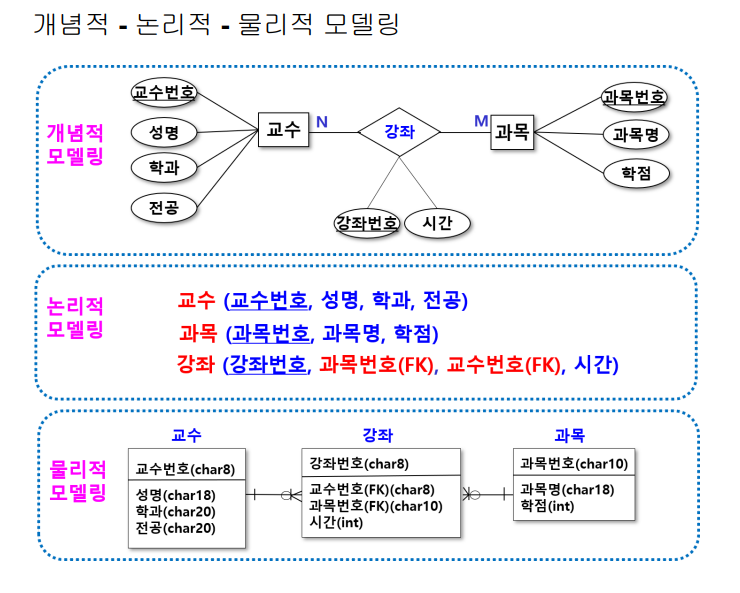 개념적 - 논리적 - 물리적 모델링
개념적
모델링
교수번호
성명
학과
전공
교수
N
강좌
M
과목
과목번호
과목명
학점
강좌번호
시간
논리적
모델링
교수 (교수번호, 성명, 학과, 전공)
과목 (과목번호, 과목명, 학점)
강좌 (강좌번호, 과목번호(FK), 교수번호(FK), 시간)
물리적
모델링
교수
교수번호(char8)
성명(char18)
학과(char20)
전공(char20)
강좌
강좌번호(char8)
교수번호(FK)(char8)
과목번호(FK)(char10)
시간(int)
과목
과목번호(char10)
과목명(char18)
학점(int)